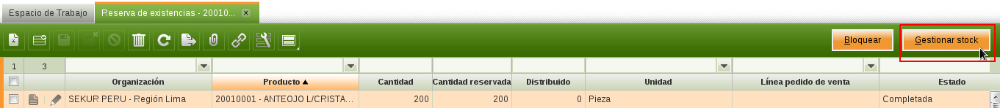 Espacio de Trabajo Reserva de existencias - 20010... x
Bloquear Gestionar stock
1 3
Organización Producto Cantidad Cantidad reservada Distribuido Unidad Línea pedido de venta Estado
SEKUR PERU - Región Lima 20010001 - ANTEOJO L/CRISTA... 200 200 0 Pieza Completada